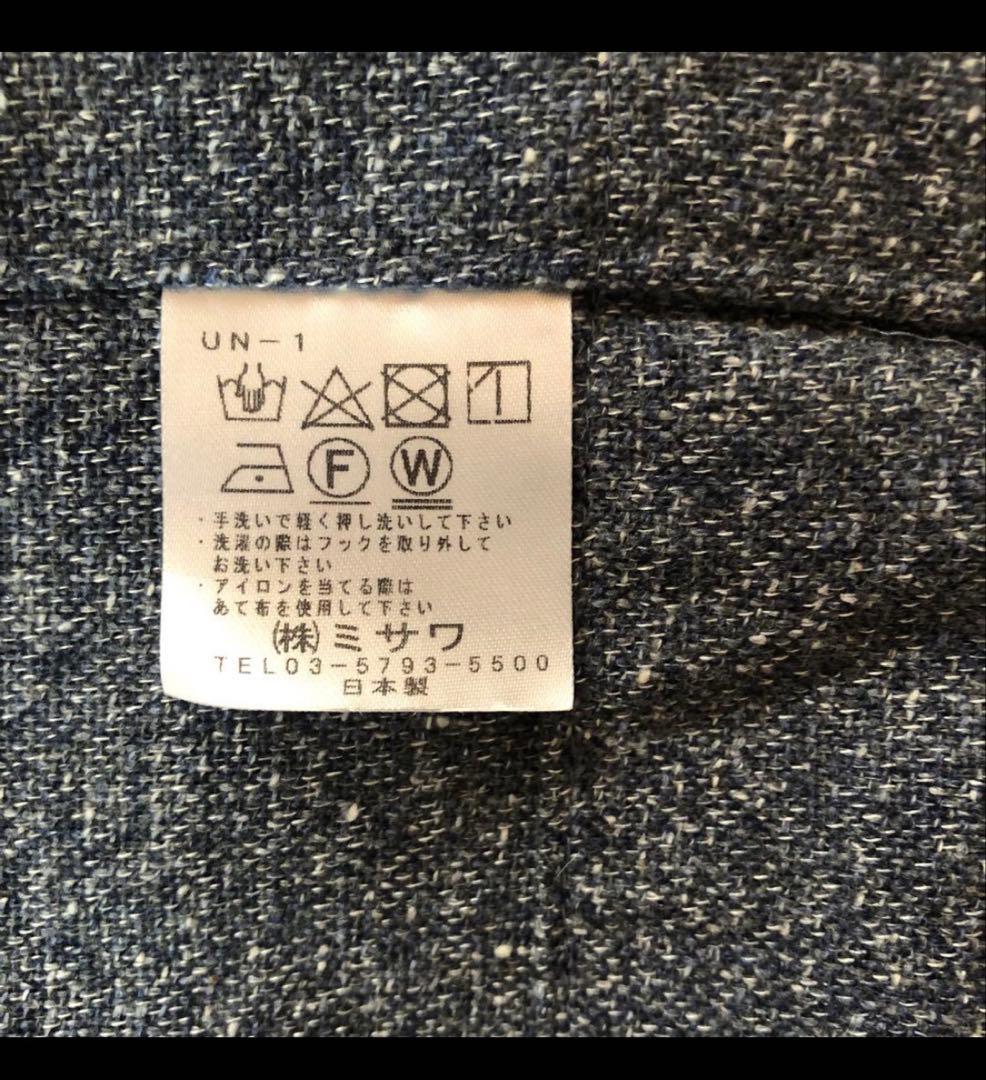 UN-1
F W
・手洗いで軽く押し洗いして下さい
・洗濯の際はフックを取り外して
お洗い下さい
・アイロンを当てる際は
あて布を使用して下さい
(株)ミサワ
TEL03-5793-5500
日本製